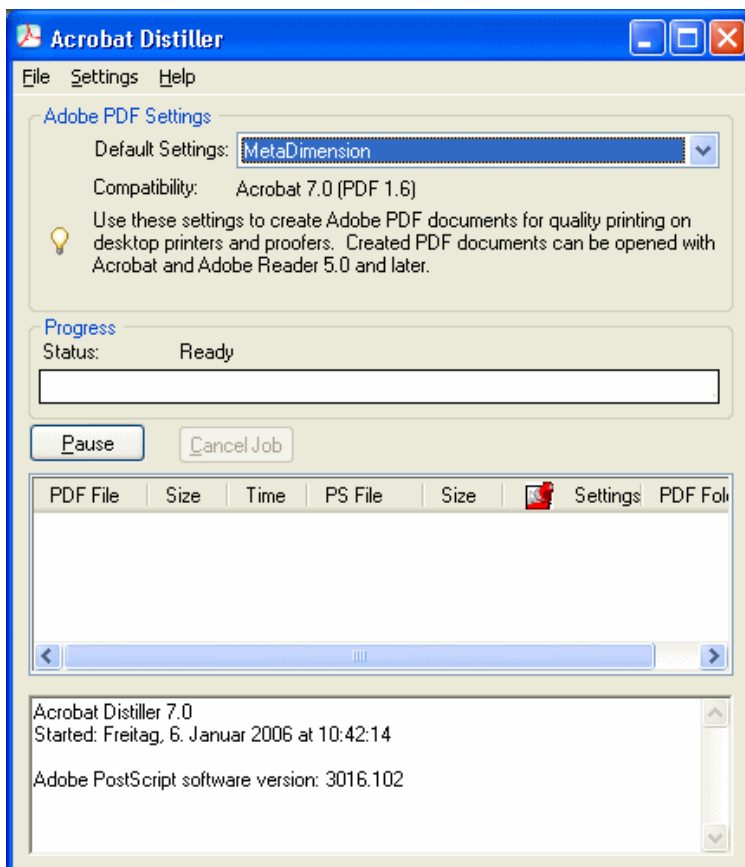 Acrobat Distiller
File Settings Help
Adobe PDF Settings
Default Settings: MetaDimension
Compatibility: Acrobat 7.0 (PDF 1.6)
Use these settings to create Adobe PDF documents for quality printing on
desktop printers and proofers. Created PDF documents can be opened with
Acrobat and Adobe Reader 5.0 and later.
Progress
Status: Ready
Pause Cancel Job
PDF File Size Time PS File Size Settings PDF Fol
Acrobat Distiller 7.0
Started: Freitag, 6. Januar 2006 at 10:42:14
Adobe PostScript software version: 3016.102